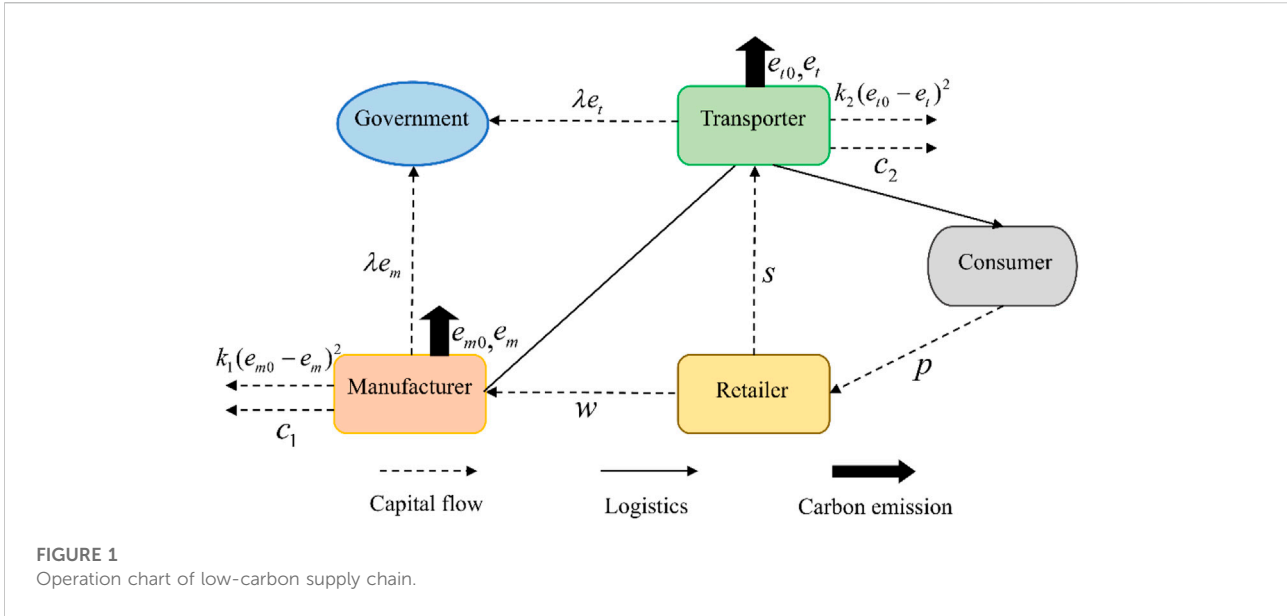 e_{t0}, e_t
k_2(e_{t0} − e_t)^2
λe_t
Government
Transporter
c_2
λe_m
s
Consumer
e_{m0}, e_m
k_1(e_{m0} − e_m)^2
p
Manufacturer
Retailer
w
c_1
Capital flow
Logistics
Carbon emission
FIGURE 1
Operation chart of low-carbon supply chain.